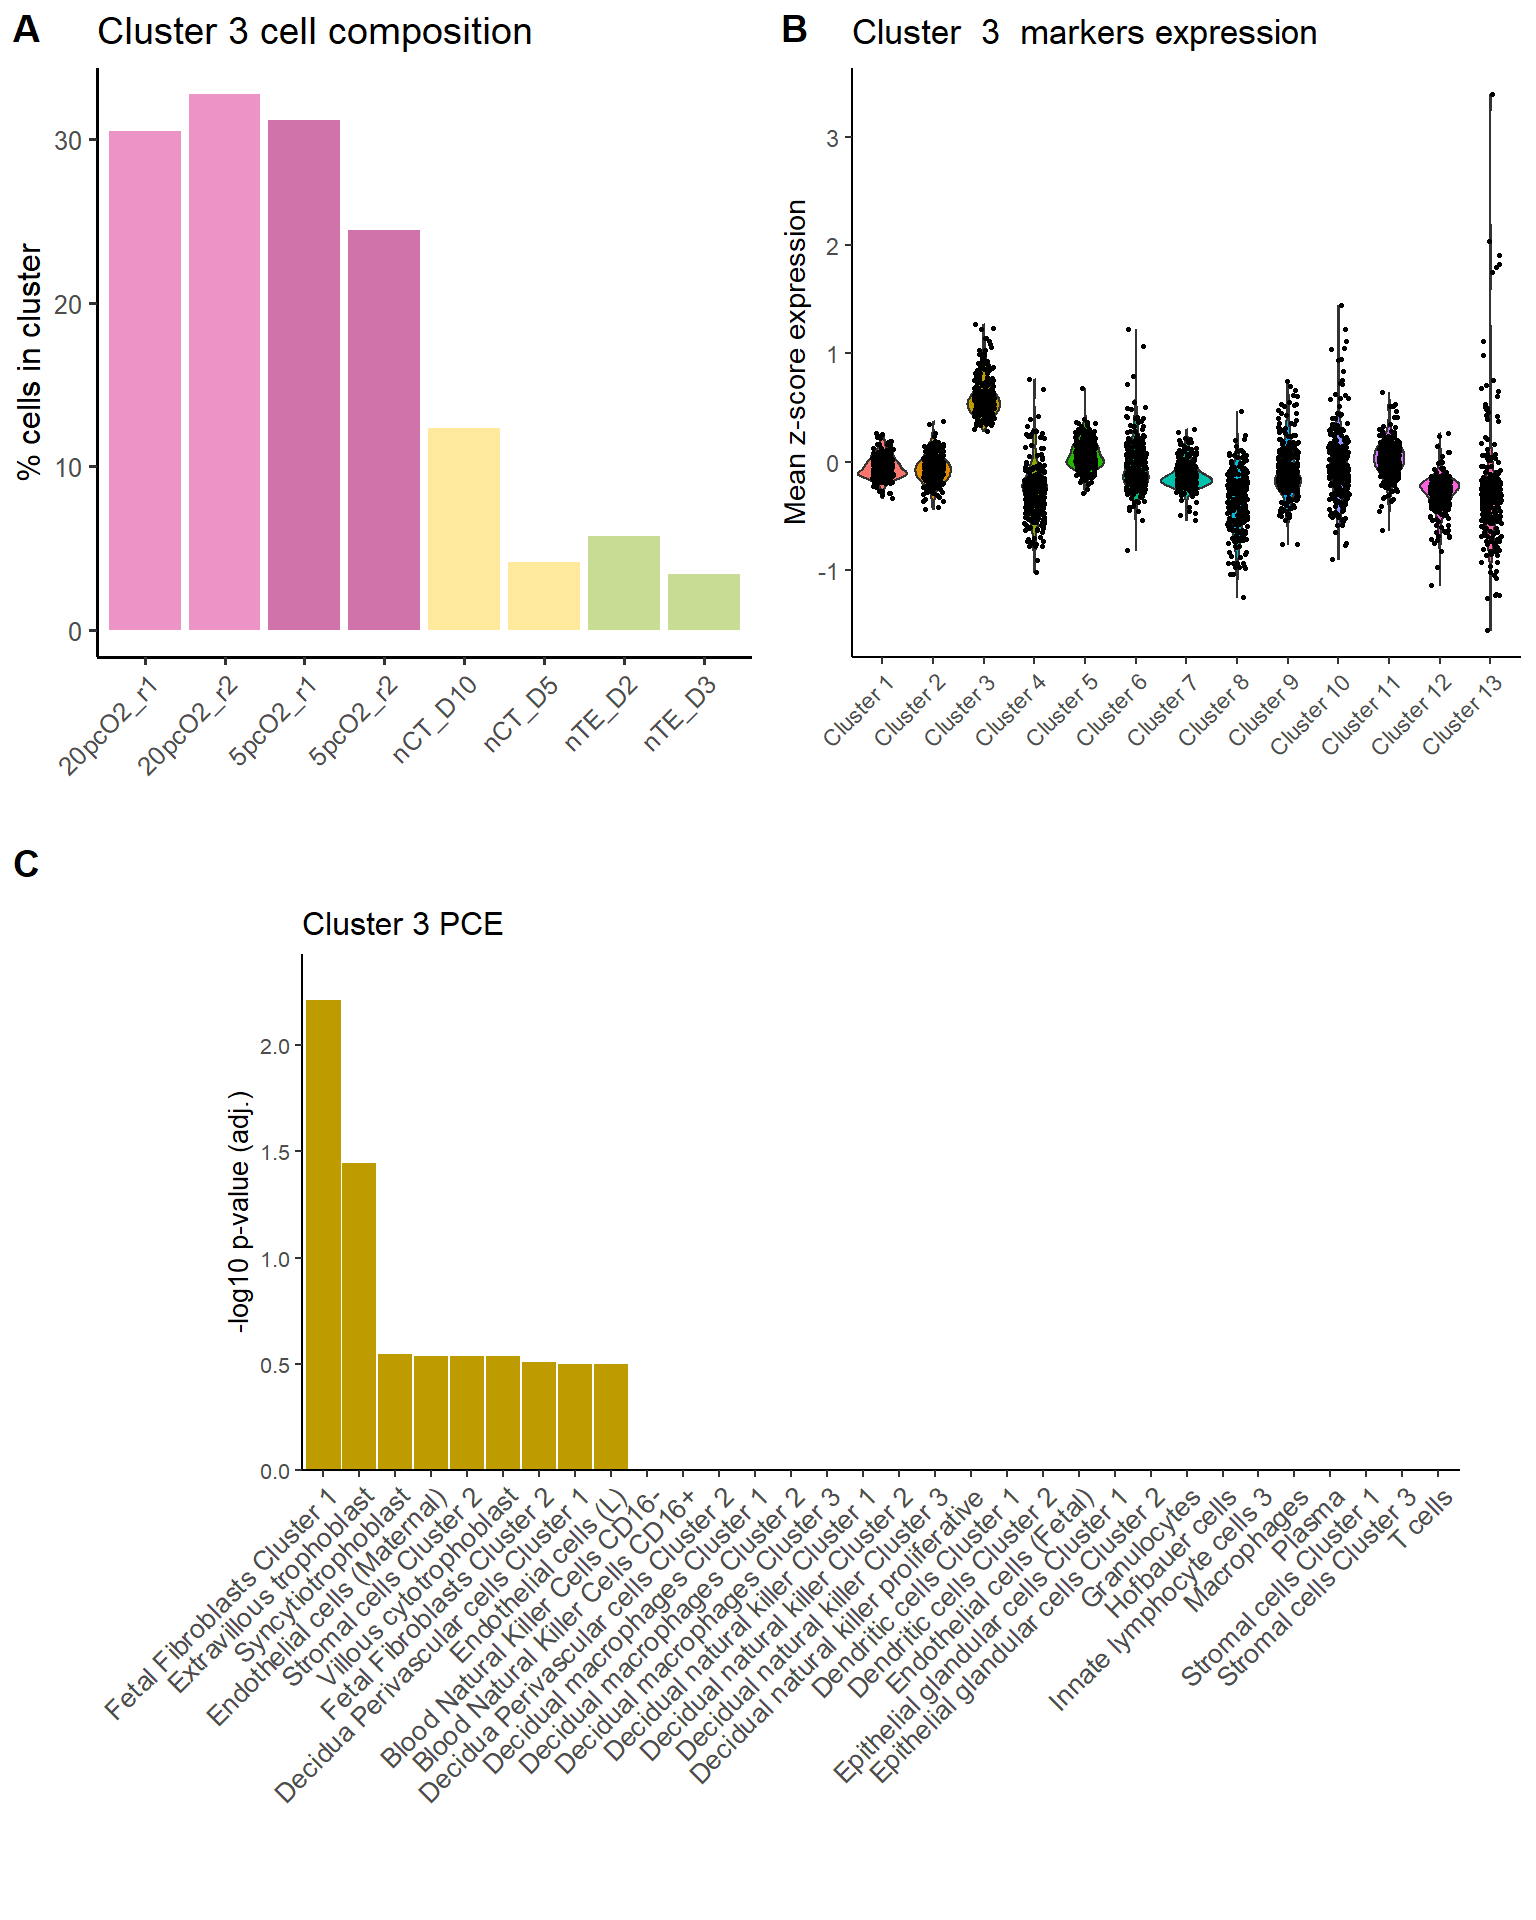 A
Cluster 3 cell composition
% cells in cluster
30
20
10
0
20pcO2_r1
20pcO2_r2
5pcO2_r1
5pcO2_r2
nCT_D10
nCT_D5
nTE_D2
nTE_D3
B
Cluster 3 markers expression
Mean z-score expression
3
2
1
0
-1
Cluster 1
Cluster 2
Cluster 3
Cluster 4
Cluster 5
Cluster 6
Cluster 7
Cluster 8
Cluster 9
Cluster 10
Cluster 11
Cluster 12
Cluster 13
C
Cluster 3 PCE
-log10 p-value (adj.)
2.0
1.5
1.0
0.5
0.0
Fetal Fibroblasts Cluster 1
Extravillous trophoblast
Syncytiotrophoblast
Endothelial cells (Maternal)
Stromal cells Cluster 2
Villous cytotrophoblast
Fetal Fibroblasts Cluster 2
Decidua Perivascular cells Cluster 1
Endothelial cells (L)
Blood Natural Killer Cells CD16-
Blood Natural Killer Cells CD16+
Decidua Perivascular cells Cluster 2
Decidual macrophages Cluster 1
Decidual macrophages Cluster 2
Decidual macrophages Cluster 3
Decidual natural killer Cluster 1
Decidual natural killer Cluster 2
Decidual natural killer Cluster 3
Decidual natural killer proliferative
Dendritic cells Cluster 1
Dendritic cells Cluster 2
Endothelial cells (Fetal)
Epithelial glandular cells Cluster 1
Epithelial glandular cells Cluster 2
Granulocytes
Hofbauer cells
Innate lymphocyte cells 3
Macrophages
Plasma
Stromal cells Cluster 1
Stromal cells Cluster 3
T cells